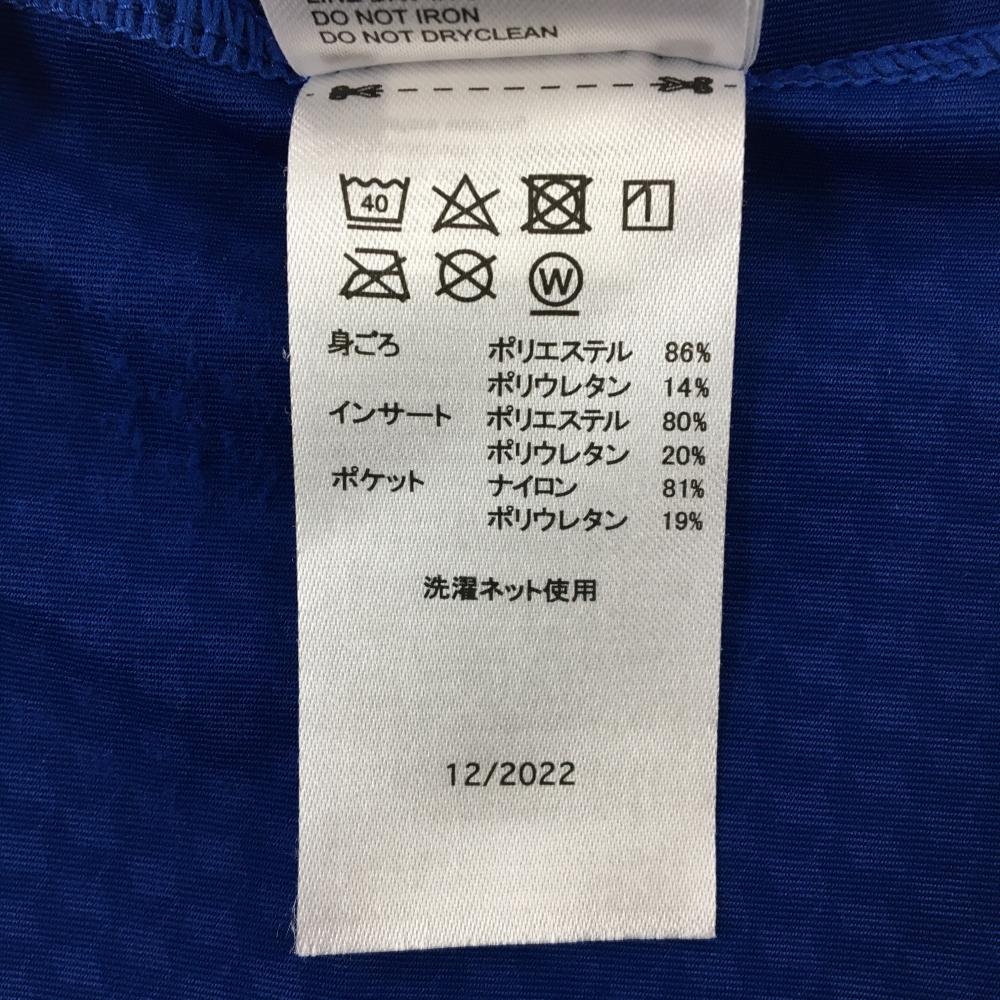 DO NOT IRON
DO NOT DRYCLEAN
40
W
身ごろ ポリエステル 86%
ポリウレタン 14%
インサート ポリエステル 80%
ポリウレタン 20%
ポケット ナイロン 81%
ポリウレタン 19%
洗濯ネット使用
12/2022